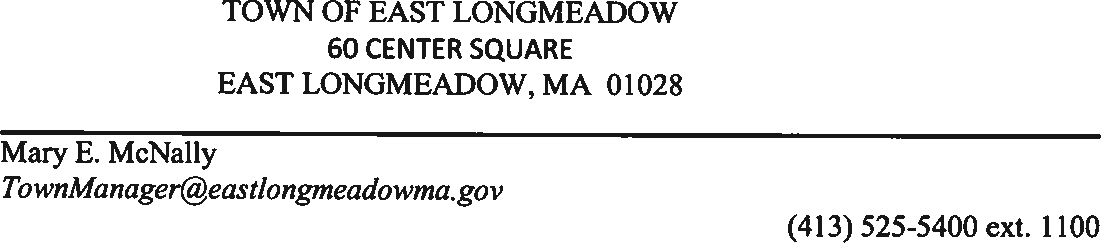 TOWN OF EAST LONGMEADOW
60 CENTER SQUARE
EAST LONGMEADOW, MA 01028
Mary E. McNally
TownManager@eastlongmeadowma.gov
(413) 525-5400 ext. 1100